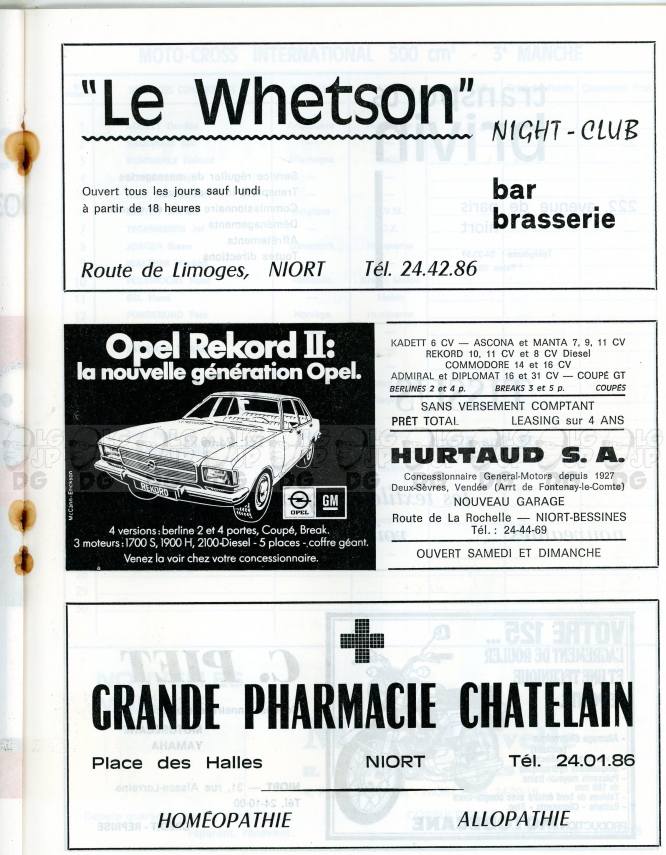 "Le Whetson"
NIGHT-CLUB
Ouvert tous les jours sauf lundi
à partir de 18 heures
bar
brasserie
Route de Limoges, NIORT Tél. 24.42.86
Opel Rekord II:
la nouvelle génération Opel.
REKORD
OPEL
GM
McCann-Erickson
4 versions: berline 2 et 4 portes, Coupé, Break.
3 moteurs: 1700 S, 1900 H, 2100-Diesel - 5 places -, coffre géant.
Venez la voir chez votre concessionnaire.
KADETT 6 CV — ASCONA et MANTA 7, 9, 11 CV
REKORD 10, 11 CV et 8 CV Diesel
COMMODORE 14 et 16 CV
ADMIRAL et DIPLOMAT 16 et 31 CV — COUPÉ GT
BERLINES 2 et 4 p. BREAKS 3 et 5 p. COUPÉS
SANS VERSEMENT COMPTANT
PRÊT TOTAL LEASING sur 4 ANS
HURTAUD S. A.
Concessionnaire General-Motors depuis 1927
Deux-Sèvres, Vendée (Arrt de Fontenay-le-Comte)
NOUVEAU GARAGE
Route de La Rochelle — NIORT-BESSINES
Tél. : 24-44-69
OUVERT SAMEDI ET DIMANCHE
GRANDE PHARMACIE CHATELAIN
Place des Halles NIORT Tél. 24.01.86
HOMÉOPATHIE ALLOPATHIE